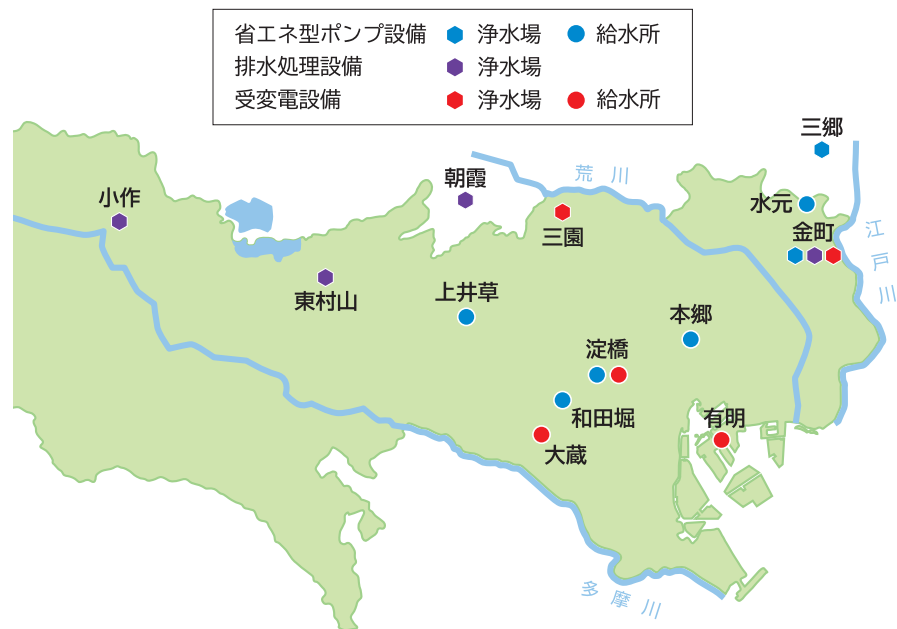 省エネ型ポンプ設備 浄水場 給水所
排水処理設備 浄水場
受変電設備 浄水場 給水所
三郷
小作
朝霞
荒川
水元
三園
金町
江戸川
東村山
上井草
本郷
淀橋
和田堀
有明
大蔵
多摩川